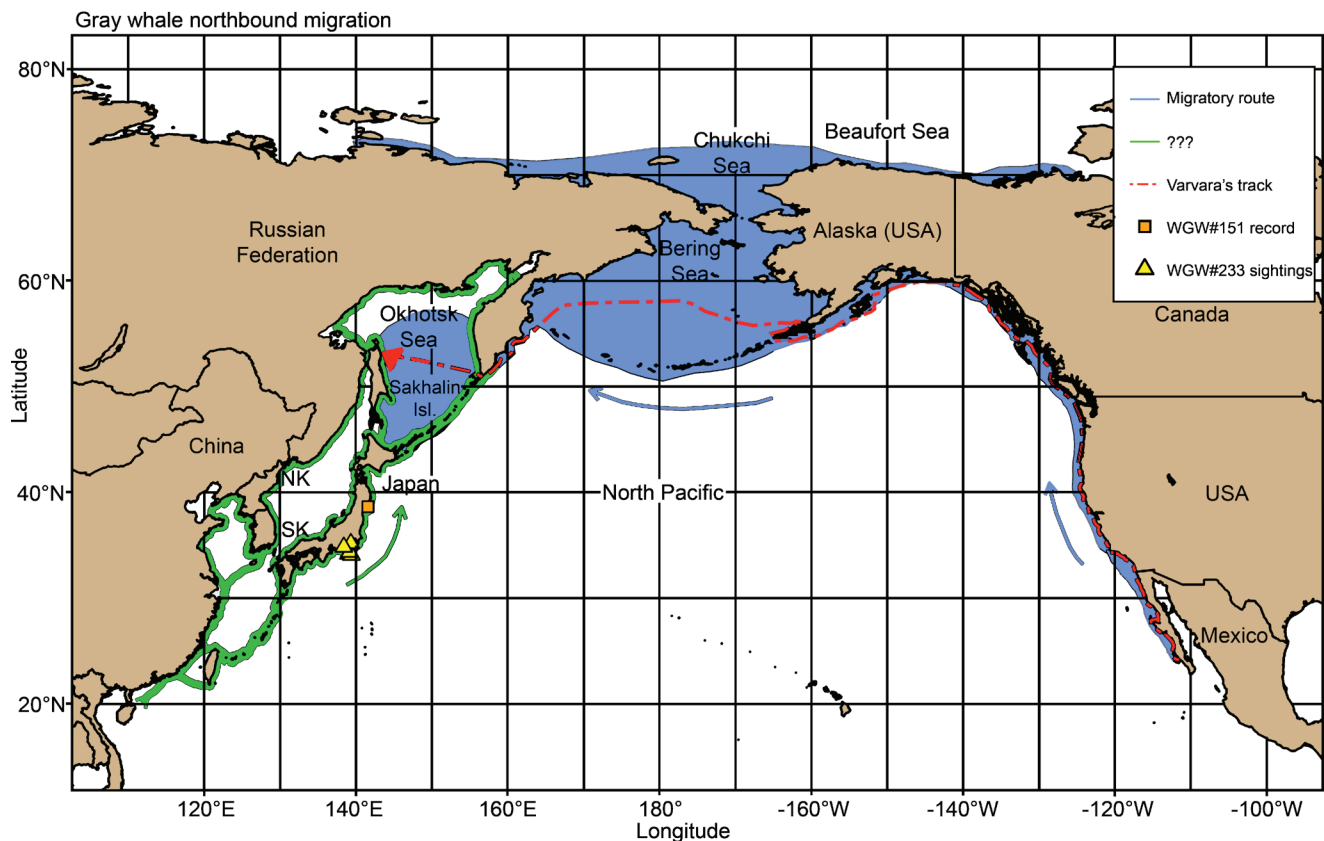 Gray whale northbound migration
80°N
60°N
40°N
20°N
Latitude
120°E
140°E
160°E
180°
-160°W
-140°W
-120°W
-100°W
Longitude
Chukchi
Sea
Beaufort Sea
Russian
Federation
Bering
Sea
Alaska (USA)
Okhotsk
Sea
Sakhalin
Isl.
Canada
China
NK
SK
Japan
North Pacific
USA
Mexico
Migratory route
???
Varvara's track
WGW#151 record
WGW#233 sightings